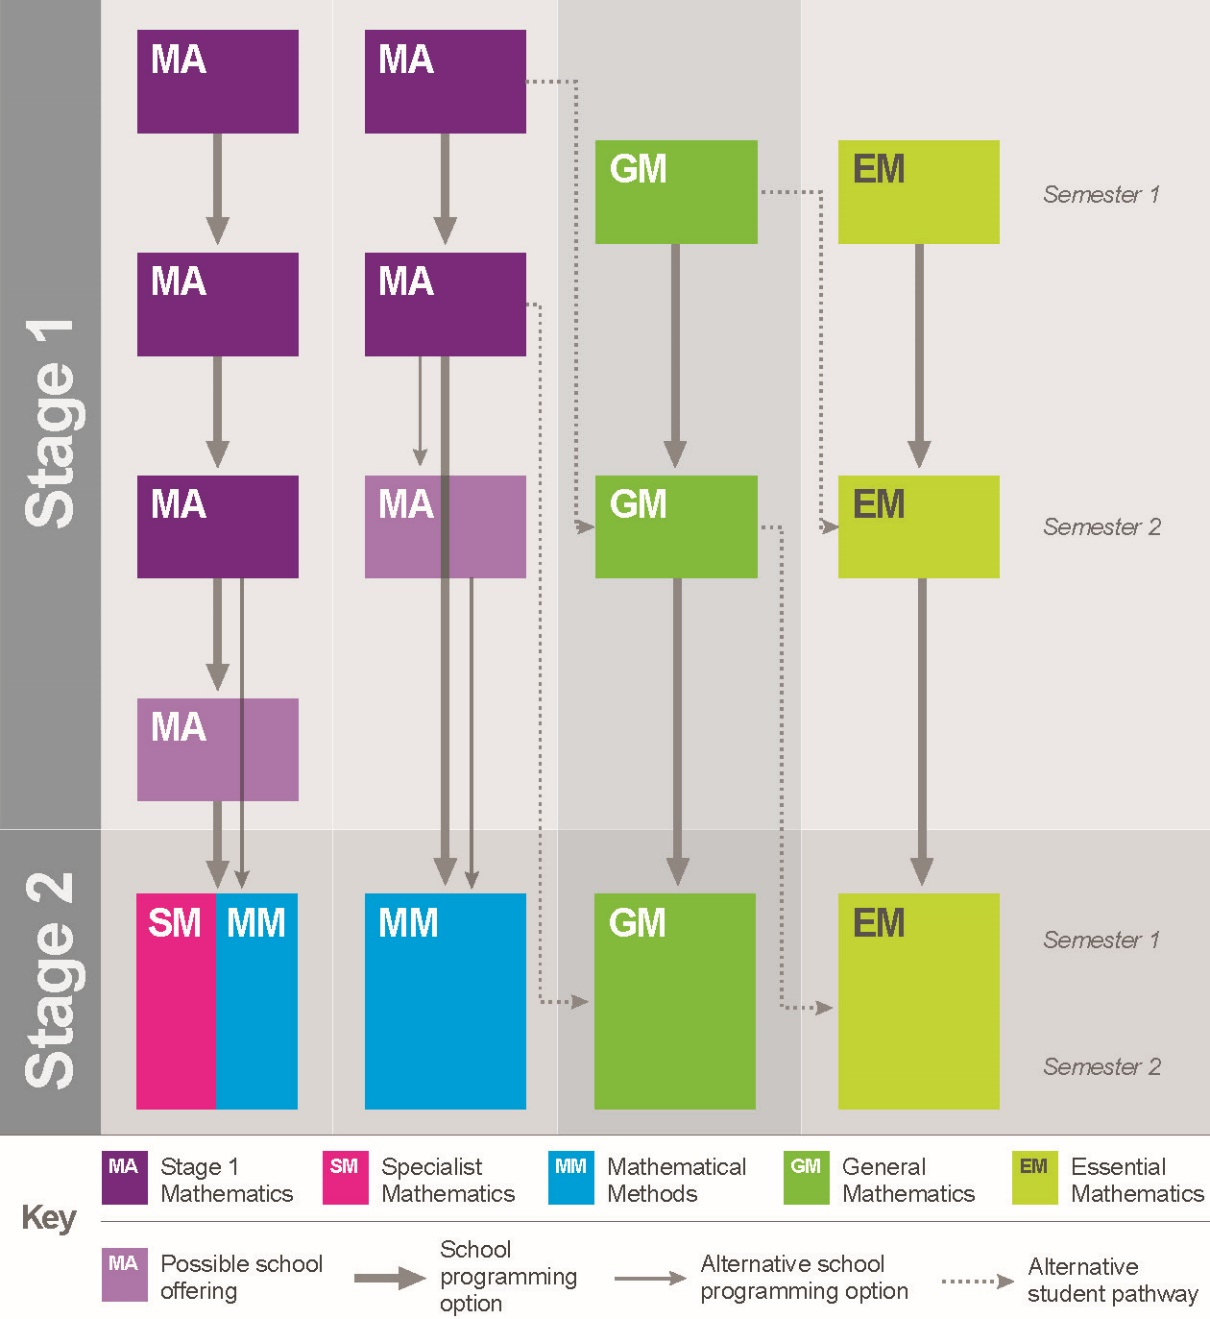 Stage 1
MA
MA
GM
EM
Semester 1
MA
MA
MA
MA
GM
EM
Semester 2
MA
Stage 2
SM
MM
MM
GM
EM
Semester 1
Semester 2
Key
MA
Stage 1
Mathematics
SM
Specialist
Mathematics
MM
Mathematical
Methods
GM
General
Mathematics
EM
Essential
Mathematics
MA
Possible school
offering
School
programming
option
Alternative school
programming option
Alternative
student pathway